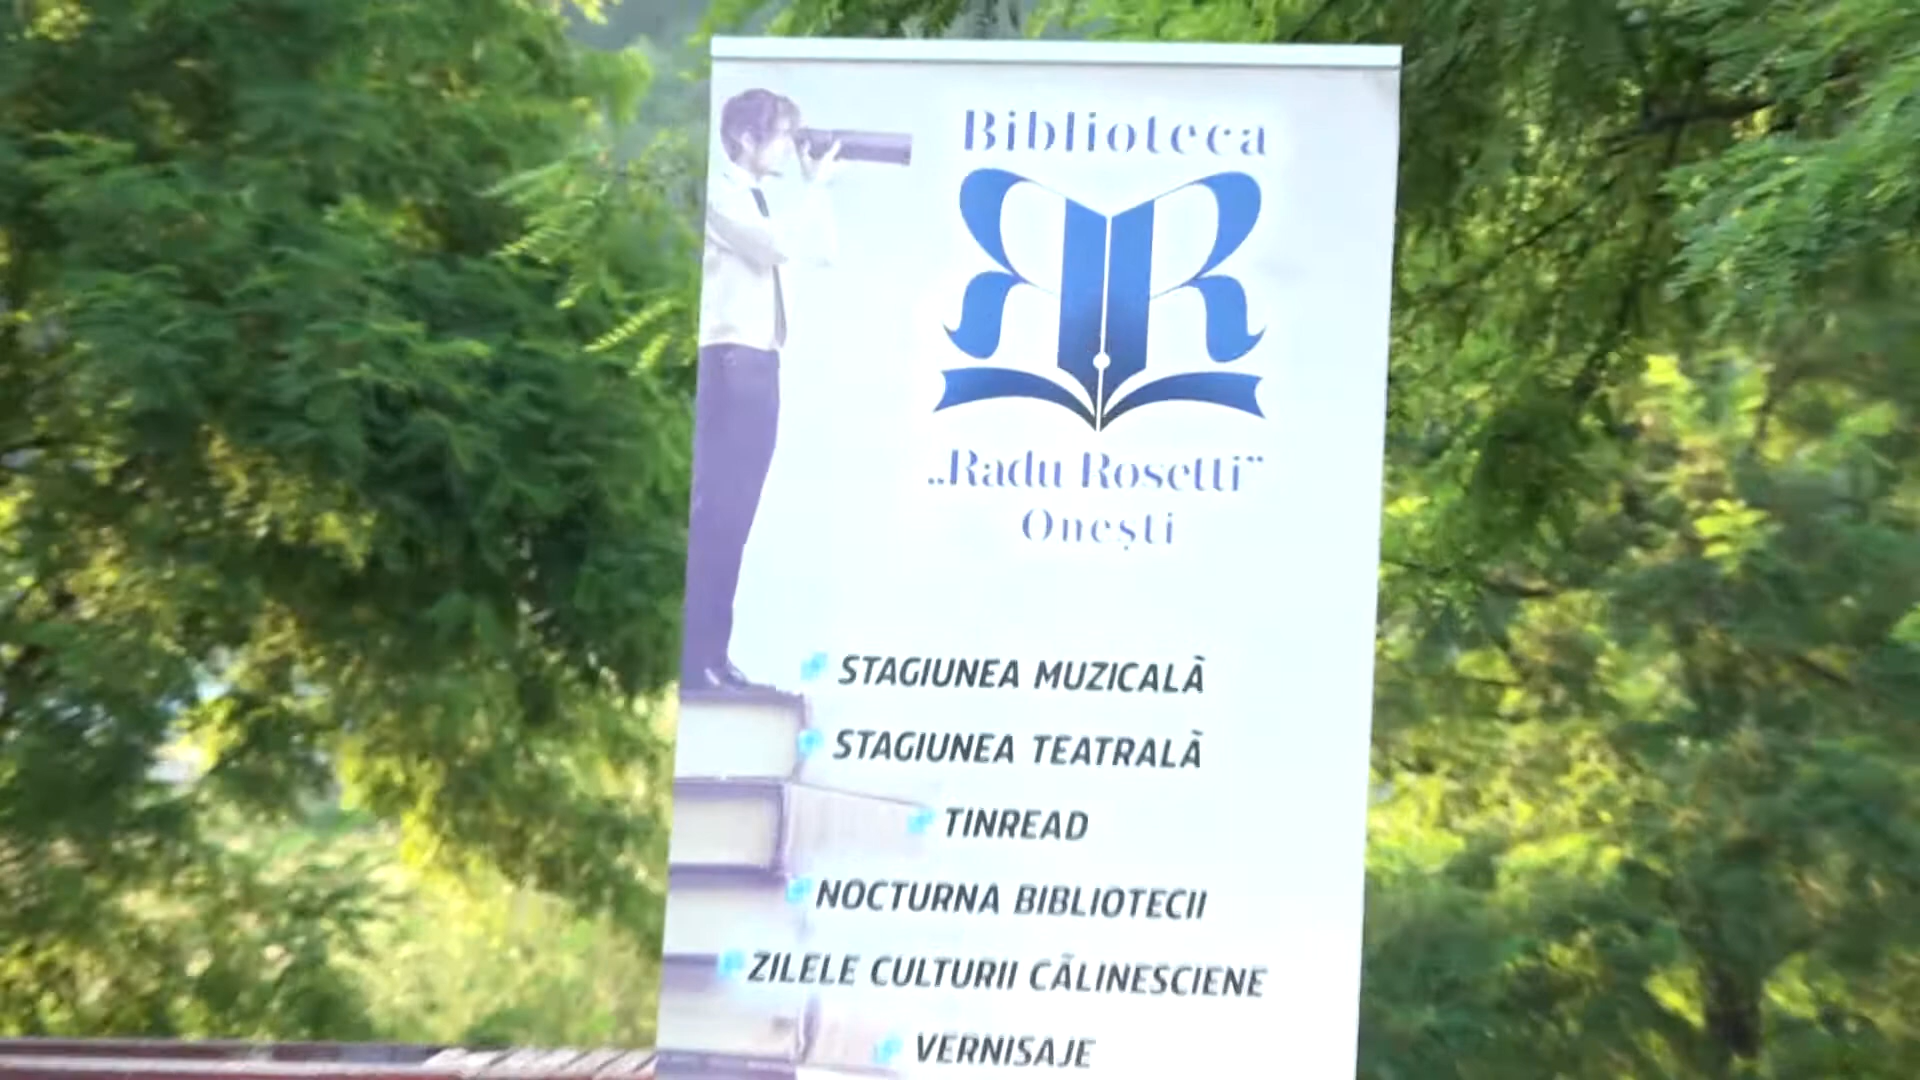 Biblioteca
„Radu Rosetti”
Onești
STAGIUNEA MUZICALĂ
STAGIUNEA TEATRALĂ
TINREAD
NOCTURNA BIBLIOTECII
ZILELE CULTURII CĂLINESCIENE
VERNISAJE